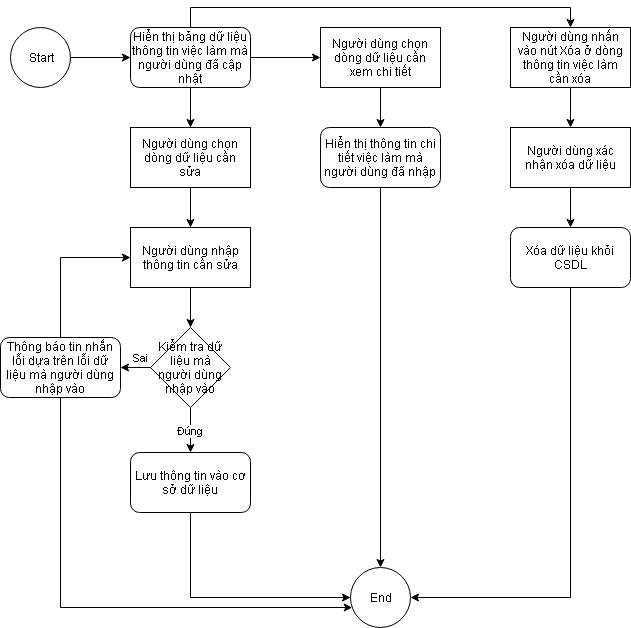 Start
Hiển thị bảng dữ liệu
thông tin việc làm mà
người dùng đã cập
nhật
Người dùng chọn
dòng dữ liệu cần
xem chi tiết
Người dùng nhấn
vào nút Xóa ở dòng
thông tin việc làm
cần xóa
Người dùng chọn
dòng dữ liệu cần
sửa
Hiển thị thông tin chi
tiết việc làm mà
người dùng đã nhập
Người dùng xác
nhận xóa dữ liệu
Người dùng nhập
thông tin cần sửa
Xóa dữ liệu khỏi
CSDL
Thông báo tin nhắn
lỗi dựa trên lỗi dữ
liệu mà người dùng
nhập vào
Sai
Kiểm tra dữ
liệu mà
người dùng
nhập vào
Đúng
Lưu thông tin vào cơ
sở dữ liệu
End